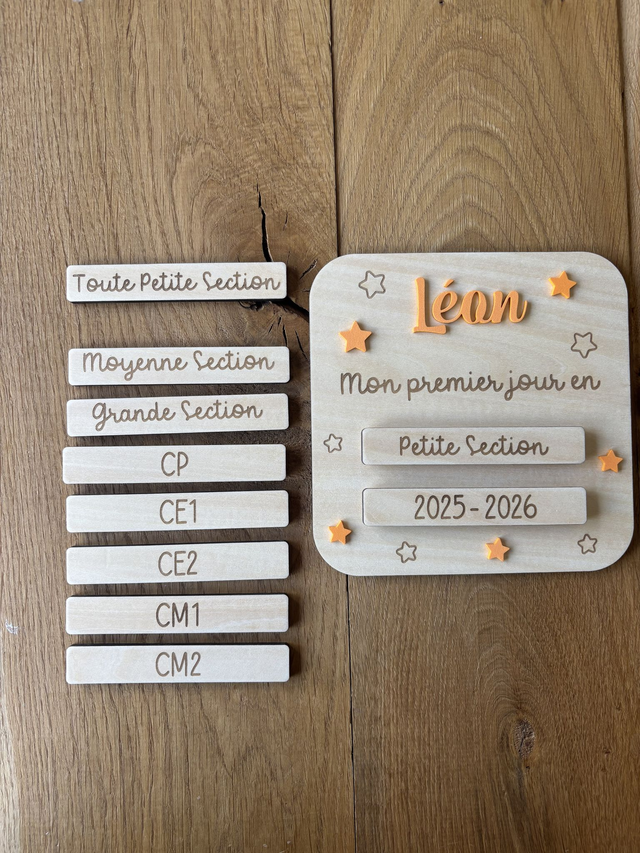 Toute Petite Section
Moyenne Section
Grande Section
CP
CE1
CE2
CM1
CM2
Léon
Mon premier jour en
Petite Section
2025-2026